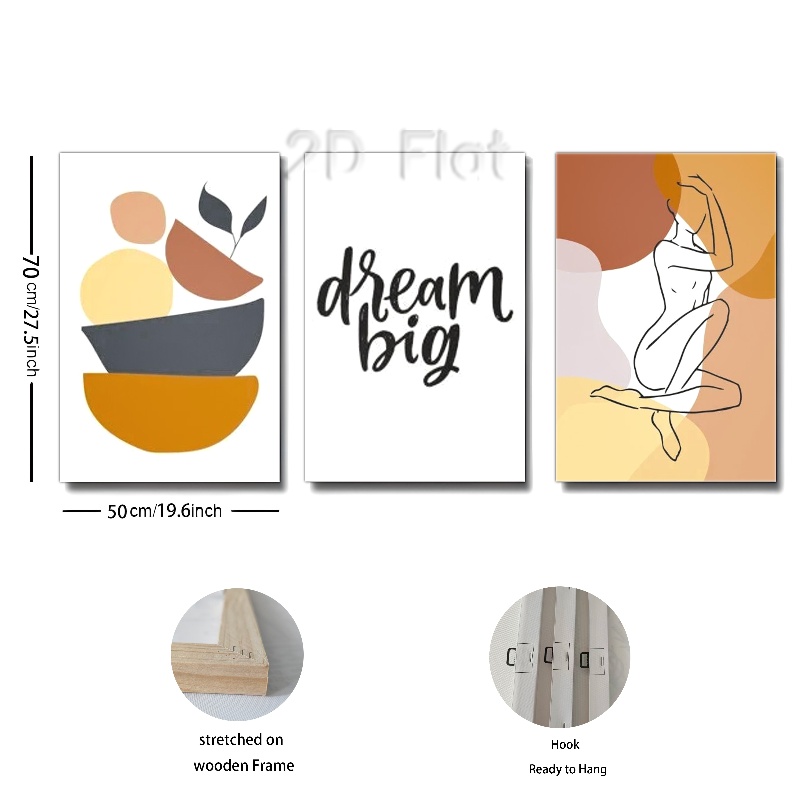 2D Flat
70 cm/27.5inch
dream
big
50cm/19.6inch
stretched on
wooden Frame
Hook
Ready to Hang